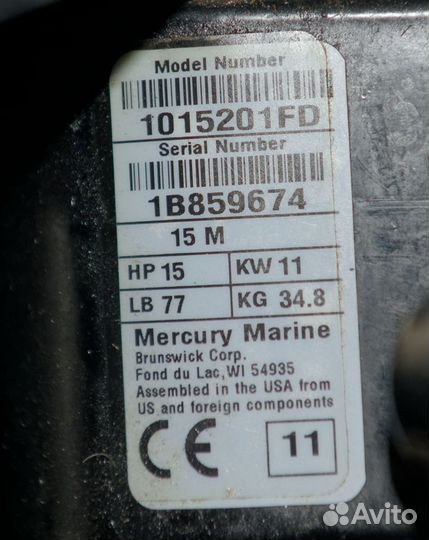 Model Number
1015201FD
Serial Number
1B859674
15 M
HP 15 KW 11
LB 77 KG 34.8
Mercury Marine
Brunswick Corp.
Fond du Lac, WI 54935
Assembled in the USA from
US and foreign components
CE 11
Avito